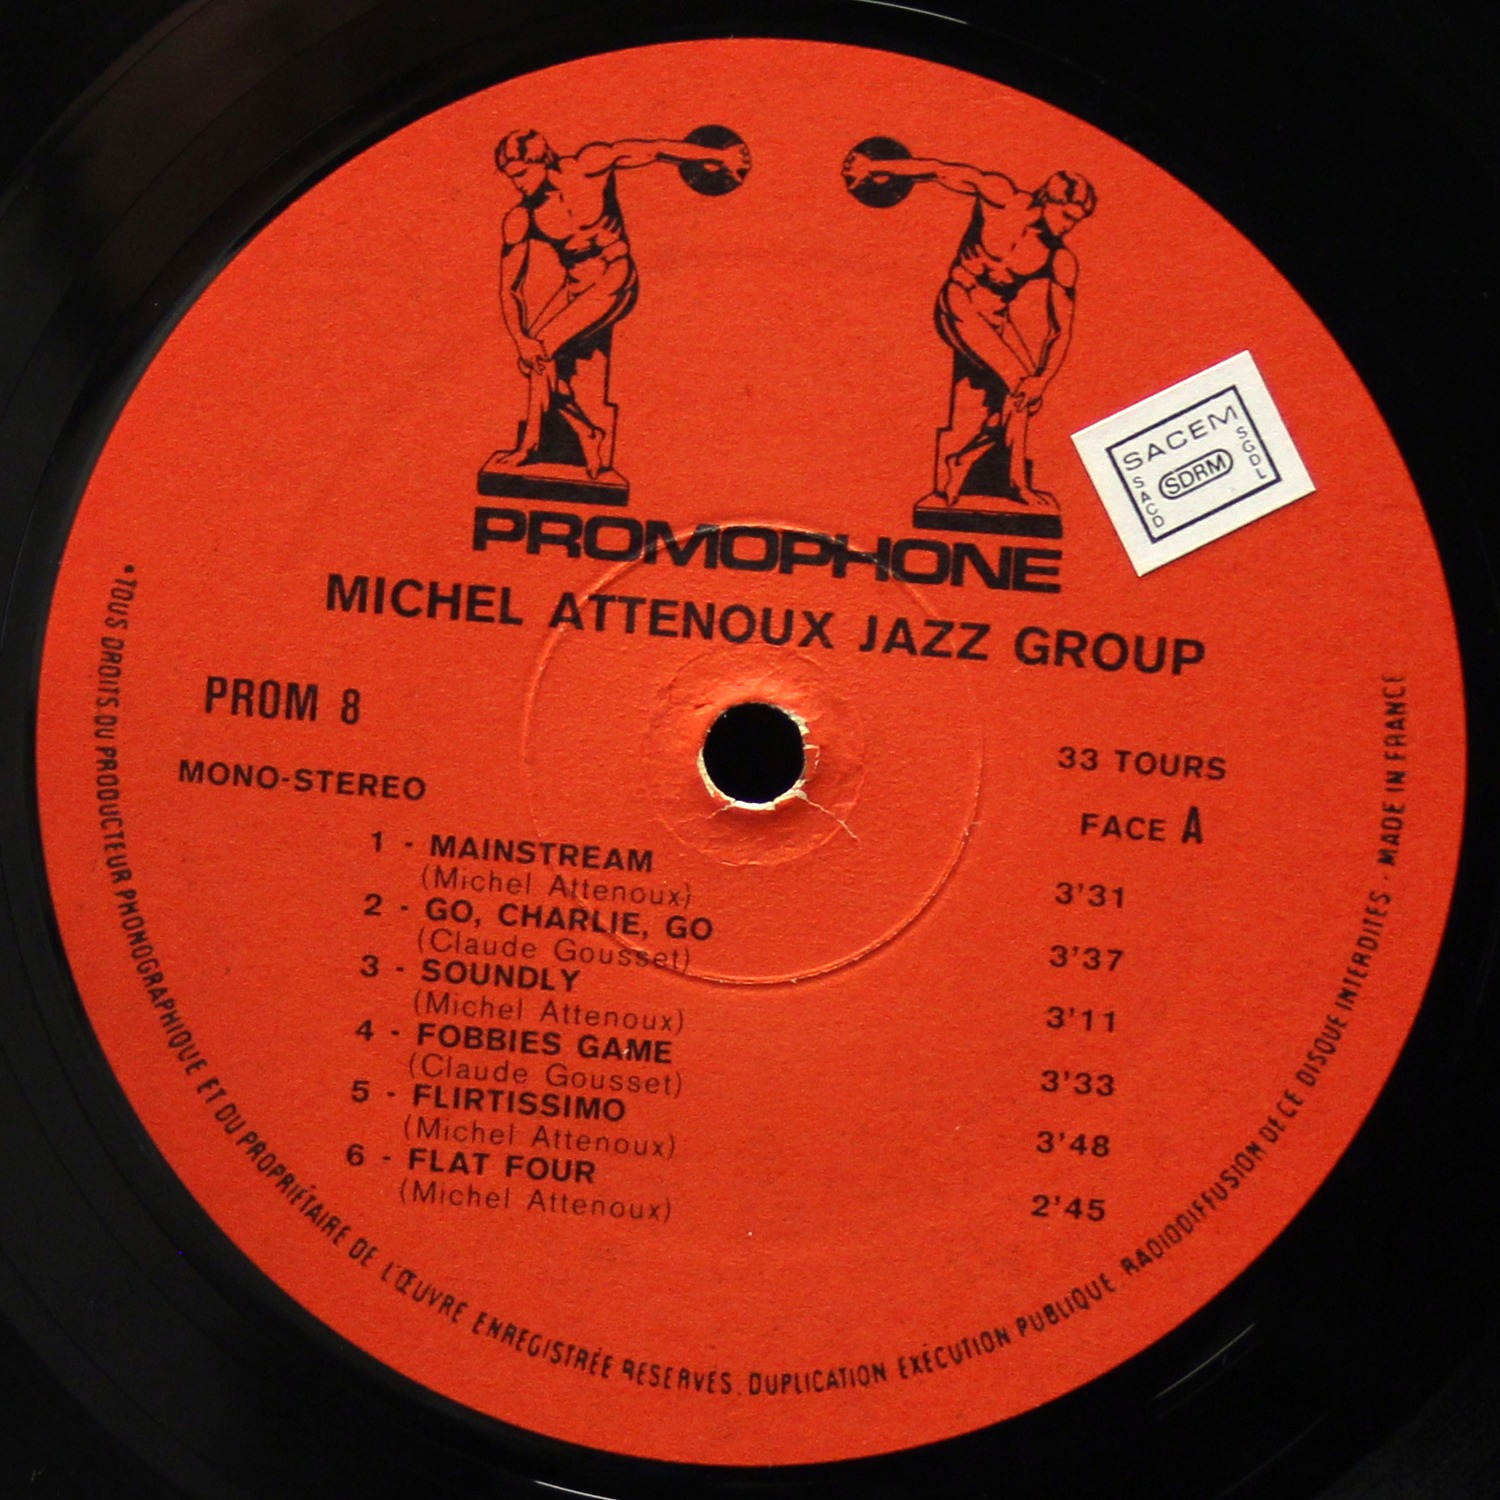 SACEM
SACD
SDRM
SGDL
PROMOPHONE
MICHEL ATTENOUX JAZZ GROUP
PROM 8
MONO-STEREO
33 TOURS
FACE A
1 - MAINSTREAM 3'31
(Michel Attenoux)
2 - GO, CHARLIE, GO 3'37
(Claude Gousset)
3 - SOUNDLY 3'11
(Michel Attenoux)
4 - FOBBIES GAME 3'33
(Claude Gousset)
5 - FLIRTISSIMO 3'48
(Michel Attenoux)
6 - FLAT FOUR 2'45
(Michel Attenoux)
• TOUS DROITS DU PRODUCTEUR PHONOGRAPHIQUE ET DU PROPRIÉTAIRE DE L'ŒUVRE ENREGISTRÉE RESERVÉS. DUPLICATION EXÉCUTION PUBLIQUE RADIODIFFUSION DE CE DISQUE INTERDITES - MADE IN FRANCE